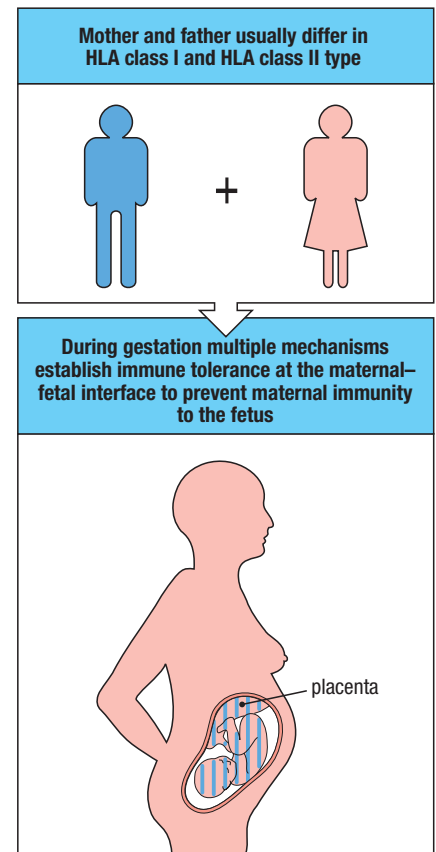 Mother and father usually differ in
HLA class I and HLA class II type
+
During gestation multiple mechanisms
establish immune tolerance at the maternal–
fetal interface to prevent maternal immunity
to the fetus
placenta